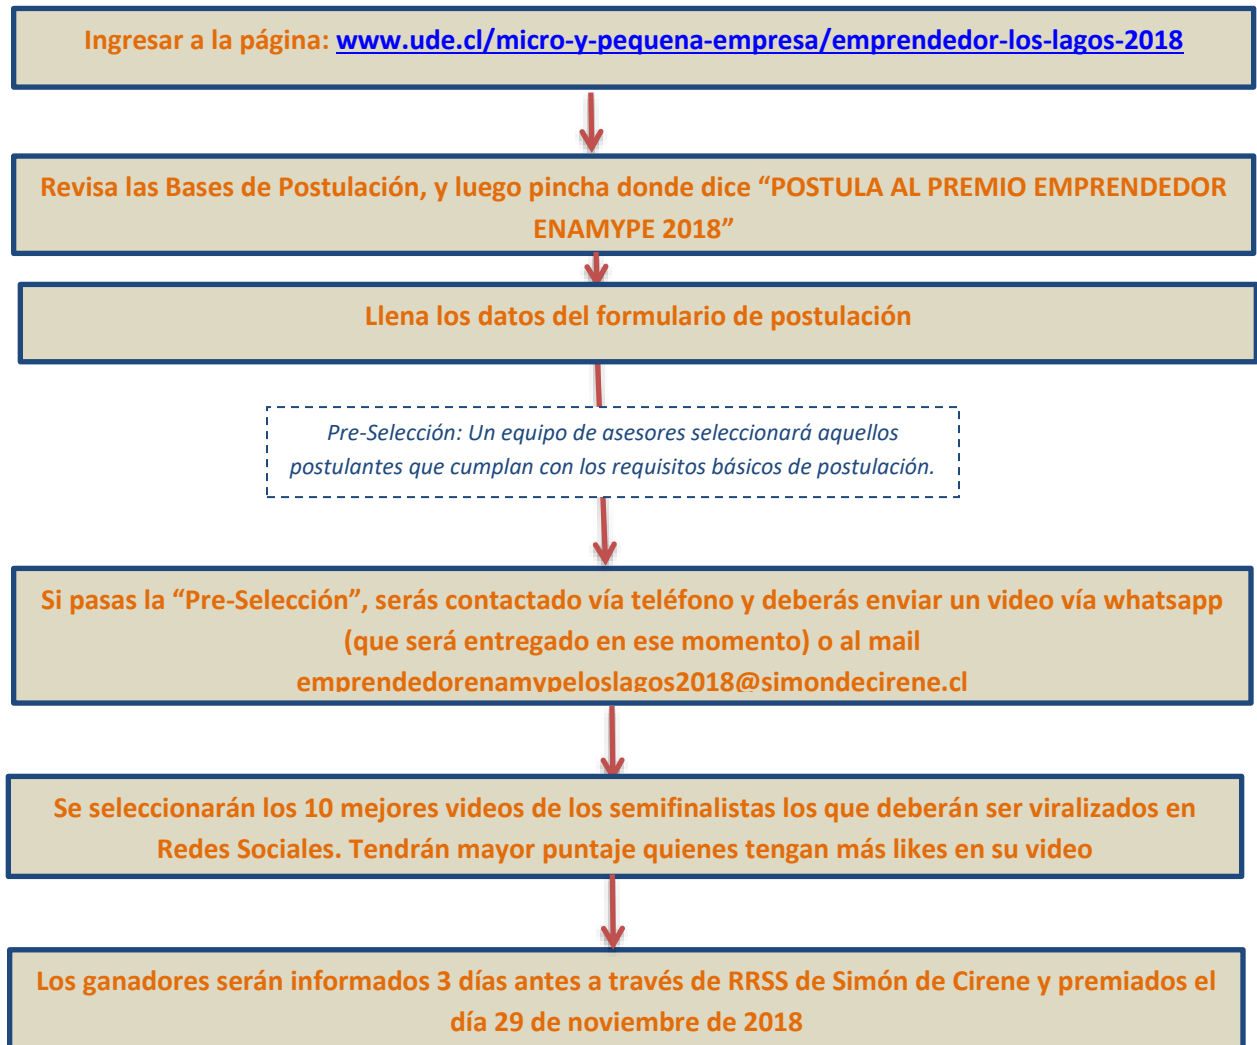 Ingresar a la página: www.ude.cl/micro-y-pequena-empresa/emprendedor-los-lagos-2018
Revisa las Bases de Postulación, y luego pincha donde dice “POSTULA AL PREMIO EMPRENDEDOR
ENAMYPE 2018”
Llena los datos del formulario de postulación
Pre-Selección: Un equipo de asesores seleccionará aquellos
postulantes que cumplan con los requisitos básicos de postulación.
Si pasas la “Pre-Selección”, serás contactado vía teléfono y deberás enviar un video vía whatsapp
(que será entregado en ese momento) o al mail
emprendedorenamypeloslagos2018@simondecirene.cl
Se seleccionarán los 10 mejores videos de los semifinalistas los que deberán ser viralizados en
Redes Sociales. Tendrán mayor puntaje quienes tengan más likes en su video
Los ganadores serán informados 3 días antes a través de RRSS de Simón de Cirene y premiados el
día 29 de noviembre de 2018